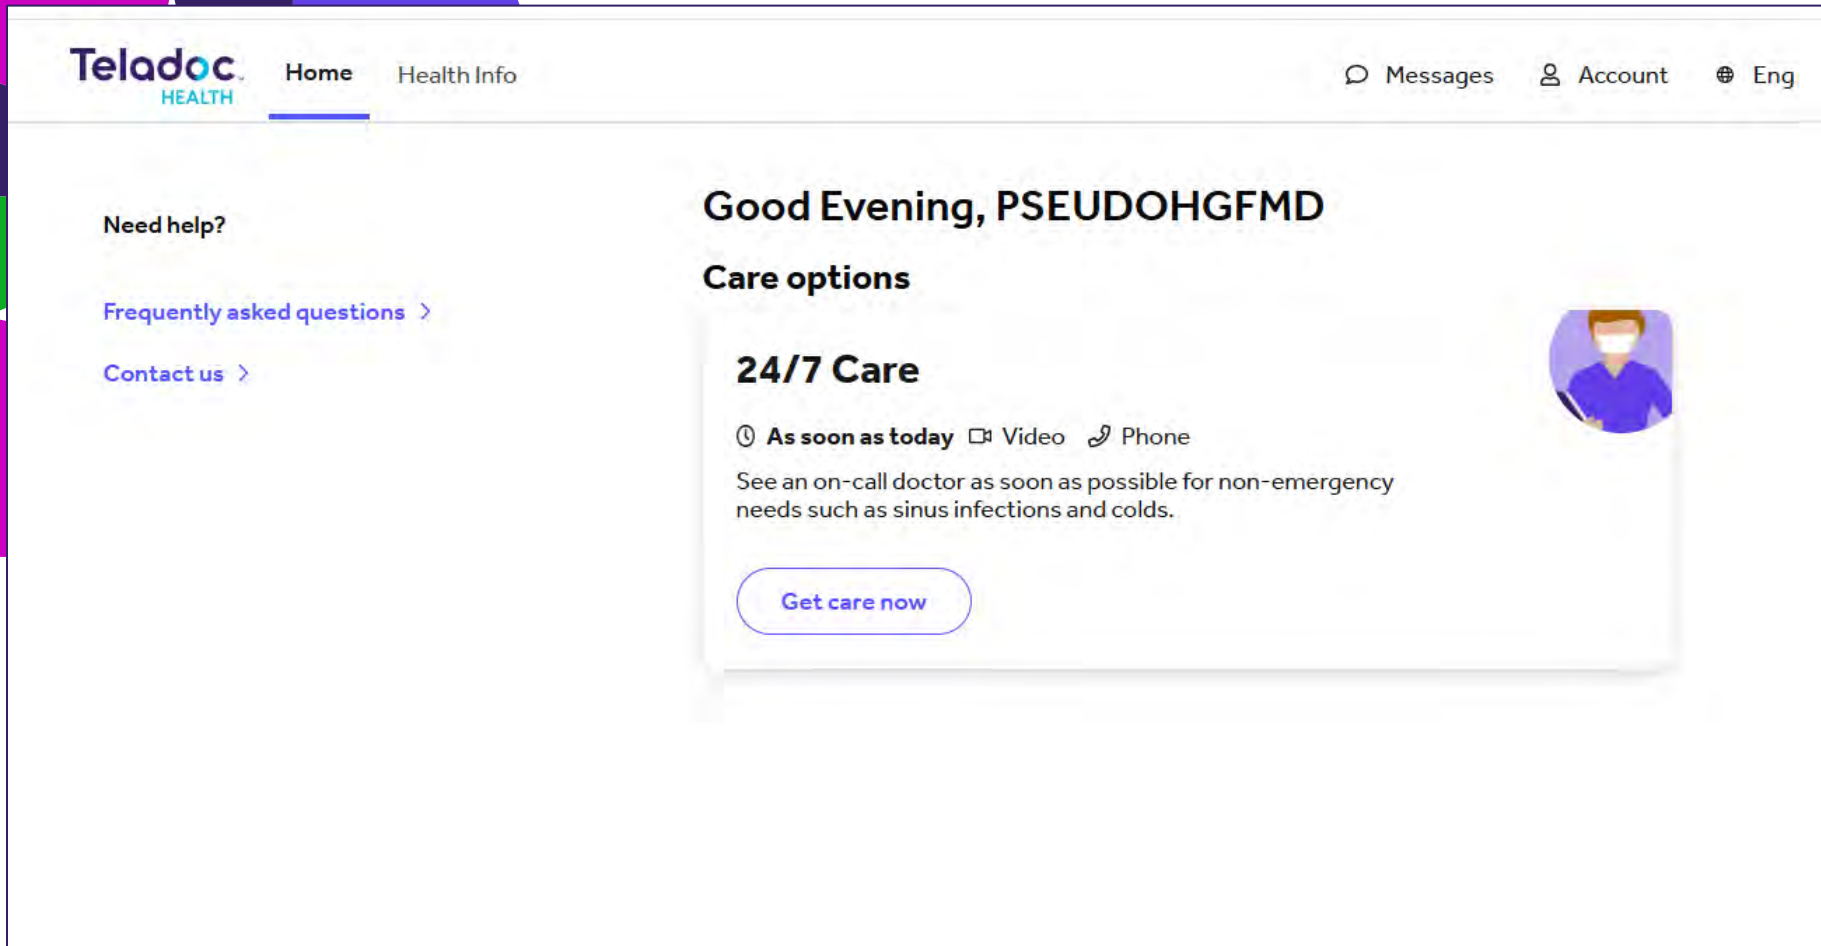 Teladoc
HEALTH
Home
Health Info
Messages
Account
Eng
Need help?
Frequently asked questions
Contact us
Good Evening, PSEUDOHGFMD
Care options
24/7 Care
As soon as today Video Phone
See an on-call doctor as soon as possible for non-emergency
needs such as sinus infections and colds.
Get care now